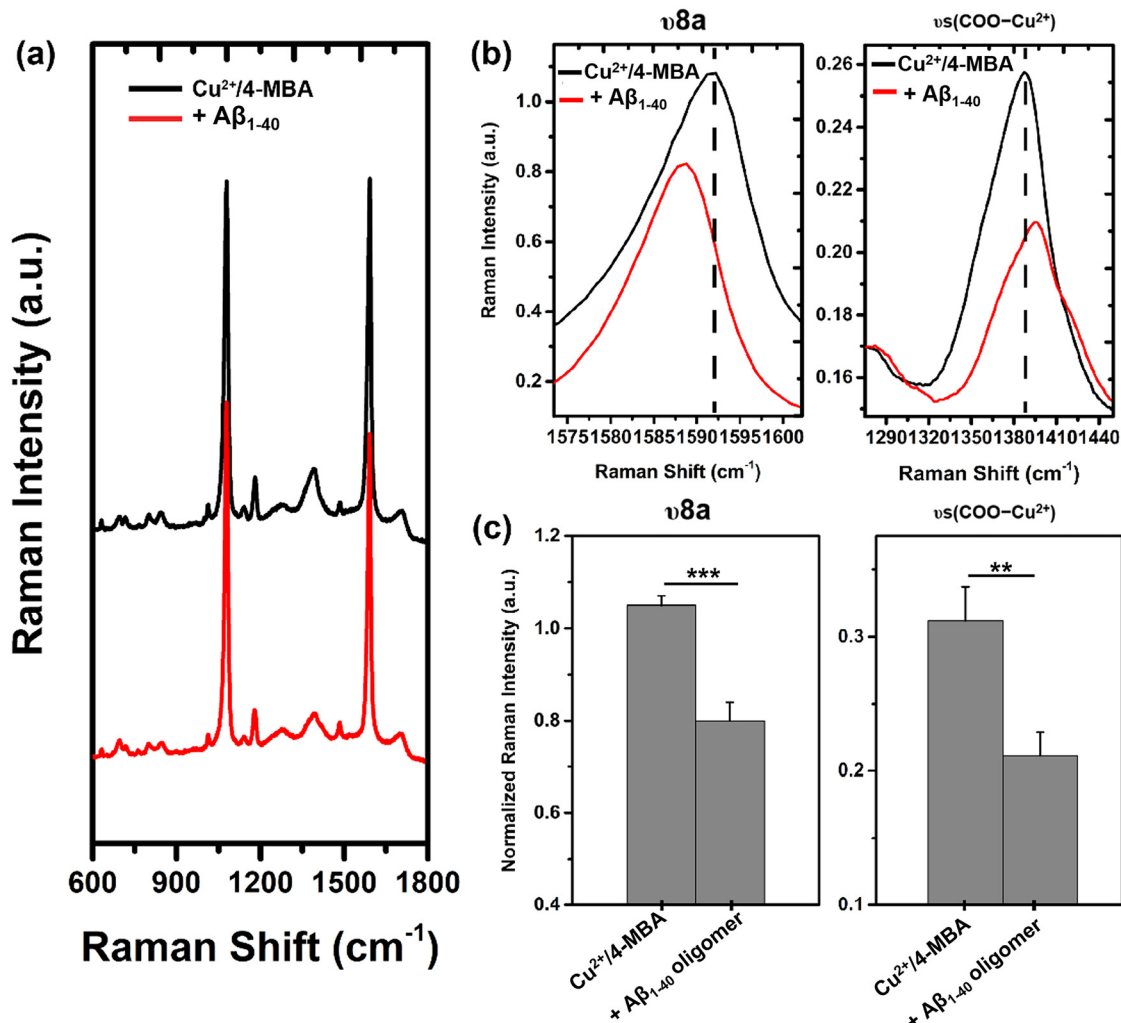 (a)
Cu²⁺/4-MBA
+ Aβ₁₋₄₀
Raman Intensity (a.u.)
600 900 1200 1500 1800
Raman Shift (cm⁻¹)
(b)
υ8a
Cu²⁺/4-MBA
+ Aβ₁₋₄₀
Raman Intensity (a.u.)
1.0
0.8
0.6
0.4
0.2
1575 1580 1585 1590 1595 1600
Raman Shift (cm⁻¹)
υs(COO−Cu²⁺)
Cu²⁺/4-MBA
+ Aβ₁₋₄₀
0.26
0.24
0.22
0.20
0.18
0.16
1290 1320 1350 1380 1410 1440
Raman Shift (cm⁻¹)
(c)
υ8a
Normalized Raman Intensity (a.u.)
1.2
1.0
0.8
0.6
0.4
***
Cu²⁺/4-MBA
+ Aβ₁₋₄₀ oligomer
υs(COO−Cu²⁺)
0.3
0.2
0.1
**
Cu²⁺/4-MBA
+ Aβ₁₋₄₀ oligomer